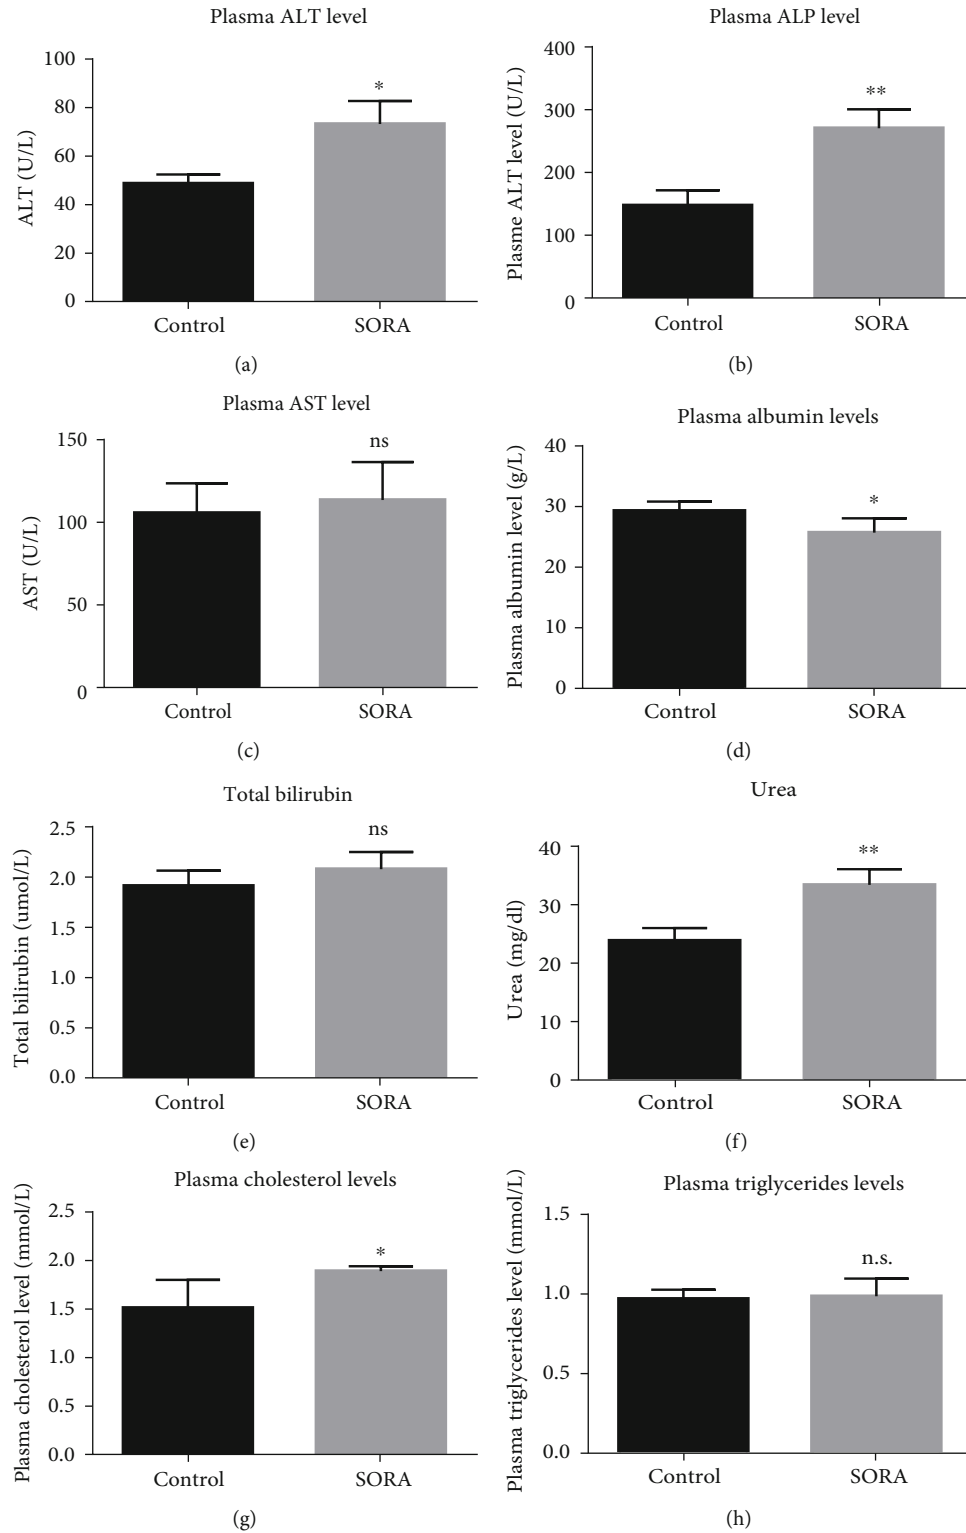 Plasma ALT level
ALT (U/L)
100
80
60
40
20
0
*
Control
SORA
(a)
Plasma ALP level
Plasme ALT level (U/L)
400
300
200
100
0
**
Control
SORA
(b)
Plasma AST level
AST (U/L)
150
100
50
0
ns
Control
SORA
(c)
Plasma albumin levels
Plasma albumin level (g/L)
40
30
20
10
0
*
Control
SORA
(d)
Total bilirubin
Total bilirubin (umol/L)
2.5
2.0
1.5
1.0
0.5
0.0
ns
Control
SORA
(e)
Urea
Urea (mg/dl)
40
30
20
10
0
**
Control
SORA
(f)
Plasma cholesterol levels
Plasma cholesterol level (mmol/L)
2.5
2.0
1.5
1.0
0.5
0.0
*
Control
SORA
(g)
Plasma triglycerides levels
Plasma triglycerides level (mmol/L)
1.5
1.0
0.5
0.0
n.s.
Control
SORA
(h)